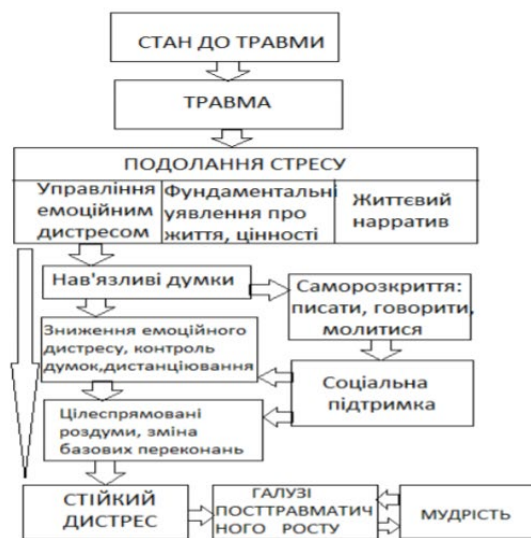 СТАН ДО ТРАВМИ
ТРАВМА
ПОДОЛАННЯ СТРЕСУ
Управління
емоційним
дистресом
Фундаментальні
уявлення про
життя, цінності
Життєвий
нарратив
Нав'язливі думки
Саморозкриття:
писати, говорити,
молитися
Зниження емоційного
дистресу, контроль
думок,дистанціювання
Соціальна
підтримка
Цілеспрямовані
роздуми, зміна
базових переконань
СТІЙКИЙ
ДИСТРЕС
ГАЛУЗІ
ПОСТТРАВМАТИЧ
НОГО РОСТУ
МУДРІСТЬ